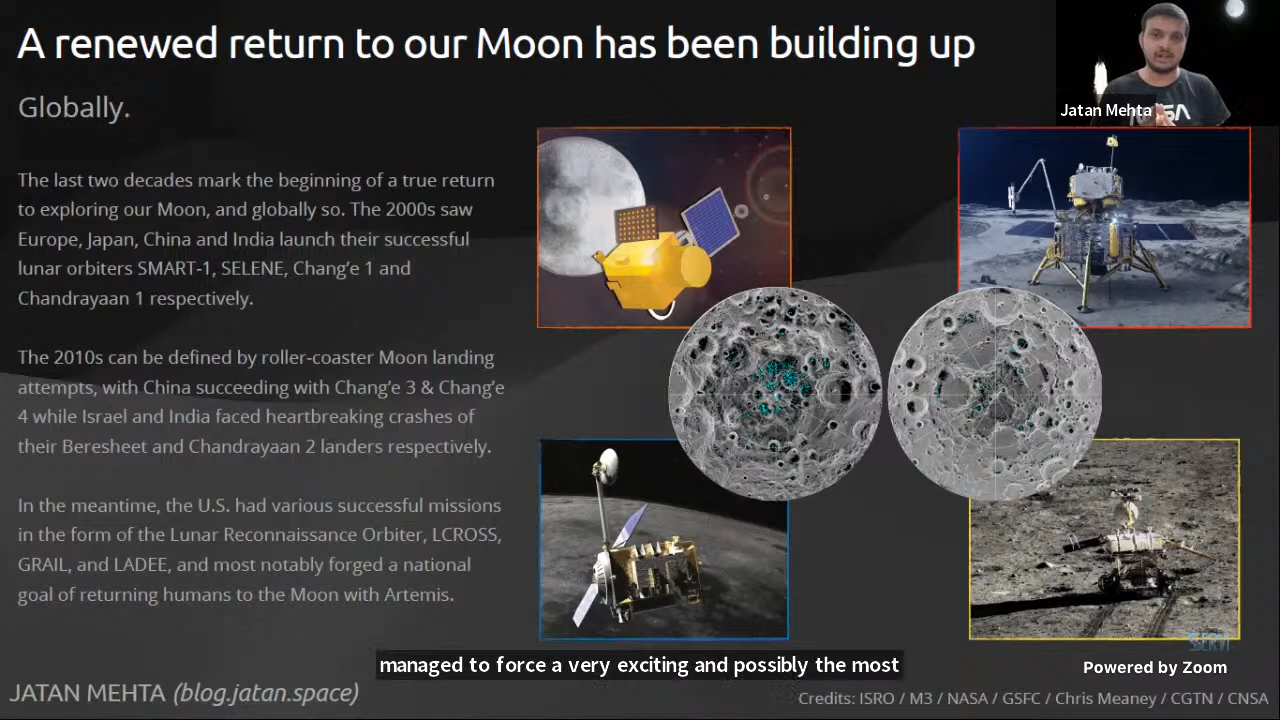 A renewed return to our Moon has been building up
Globally.
The last two decades mark the beginning of a true return
to exploring our Moon, and globally so. The 2000s saw
Europe, Japan, China and India launch their successful
lunar orbiters SMART-1, SELENE, Chang’e 1 and
Chandrayaan 1 respectively.
The 2010s can be defined by roller-coaster Moon landing
attempts, with China succeeding with Chang’e 3 & Chang’e
4 while Israel and India faced heartbreaking crashes of
their Beresheet and Chandrayaan 2 landers respectively.
In the meantime, the U.S. had various successful missions
in the form of the Lunar Reconnaissance Orbiter, LCROSS,
GRAIL, and LADEE, and most notably forged a national
goal of returning humans to the Moon with Artemis.
Jatan Mehta
managed to force a very exciting and possibly the most
Powered by Zoom
JATAN MEHTA (blog.jatan.space)
Credits: ISRO / M3 / NASA / GSFC / Chris Meaney / CGTN / CNSA